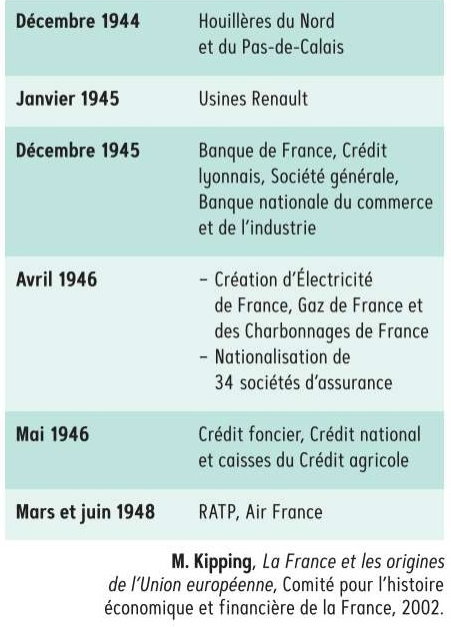 Décembre 1944 Houillères du Nord
et du Pas-de-Calais
Janvier 1945 Usines Renault
Décembre 1945 Banque de France, Crédit
lyonnais, Société générale,
Banque nationale du commerce
et de l'industrie
Avril 1946 – Création d'Électricité
de France, Gaz de France et
des Charbonnages de France
– Nationalisation de
34 sociétés d'assurance
Mai 1946 Crédit foncier, Crédit national
et caisses du Crédit agricole
Mars et juin 1948 RATP, Air France
M. Kipping, La France et les origines
de l'Union européenne, Comité pour l'histoire
économique et financière de la France, 2002.